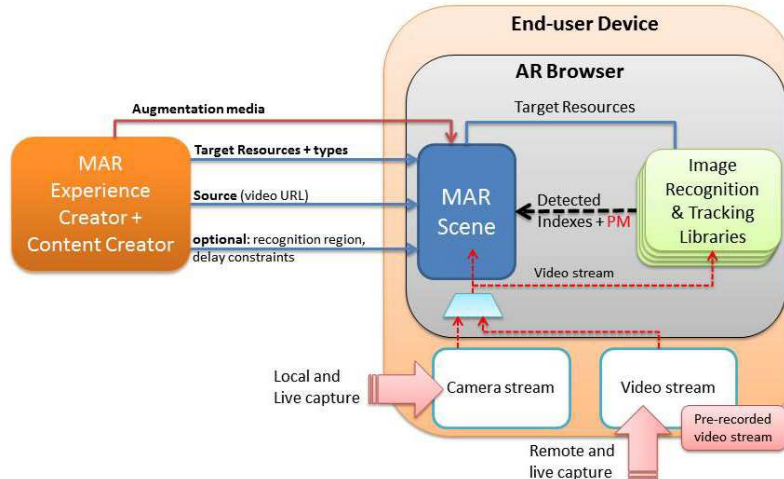 End-user Device
AR Browser
Augmentation media
Target Resources
MAR
Experience
Creator +
Content Creator
Target Resources + types
Source (video URL)
optional: recognition region,
delay constraints
MAR
Scene
Detected
Indexes + PM
Image
Recognition
& Tracking
Libraries
Video stream
Local and
Live capture
Camera stream
Video stream
Pre-recorded
video stream
Remote and
live capture